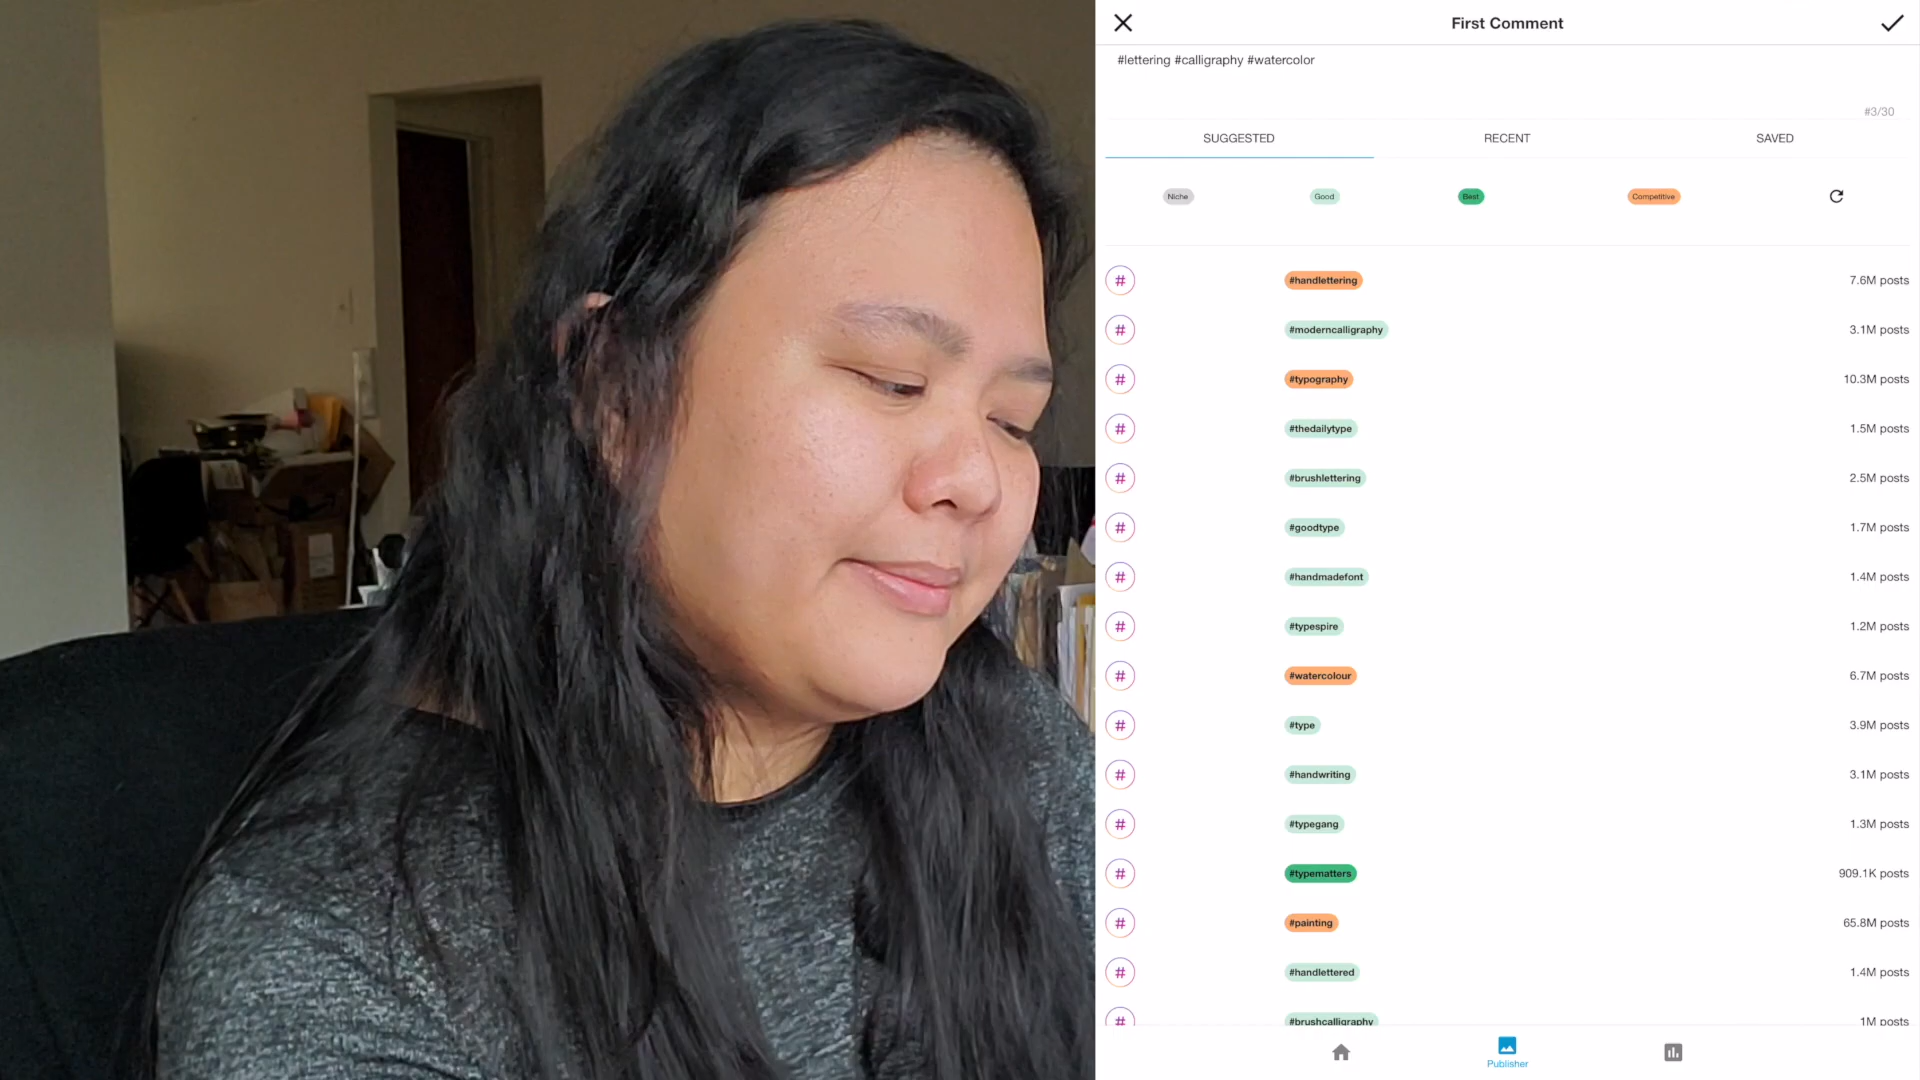 First Comment
#lettering #calligraphy #watercolor
#3/30
SUGGESTED RECENT SAVED
Niche Good Best Competitive
# #handlettering 7.6M posts
# #moderncalligraphy 3.1M posts
# #typography 10.3M posts
# #thedailytype 1.5M posts
# #brushlettering 2.5M posts
# #goodtype 1.7M posts
# #handmadefont 1.4M posts
# #typespire 1.2M posts
# #watercolour 6.7M posts
# #type 3.9M posts
# #handwriting 3.1M posts
# #typegang 1.3M posts
# #typematters 909.1K posts
# #painting 65.8M posts
# #handlettered 1.4M posts
# #brushcalligraphy 1M posts
Publisher